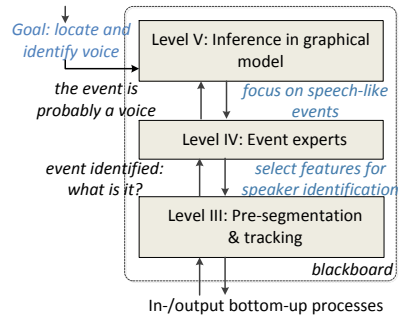 Goal: locate and
identify voice
Level V: Inference in graphical
model
the event is
probably a voice
focus on speech-like
events
Level IV: Event experts
event identified:
what is it?
select features for
speaker identification
Level III: Pre-segmentation
& tracking
blackboard
In-/output bottom-up processes